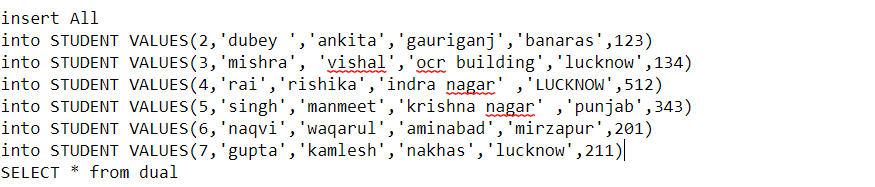 insert All
into STUDENT VALUES(2,'dubey ','ankita','gauriganj','banaras',123)
into STUDENT VALUES(3,'mishra', 'vishal','ocr building','lucknow',134)
into STUDENT VALUES(4,'rai','rishika','indra nagar' ,'LUCKNOW',512)
into STUDENT VALUES(5,'singh','manmeet','krishna nagar' ,'punjab',343)
into STUDENT VALUES(6,'naqvi','waqarul','aminabad','mirzapur',201)
into STUDENT VALUES(7,'gupta','kamlesh','nakhas','lucknow',211)
SELECT * from dual